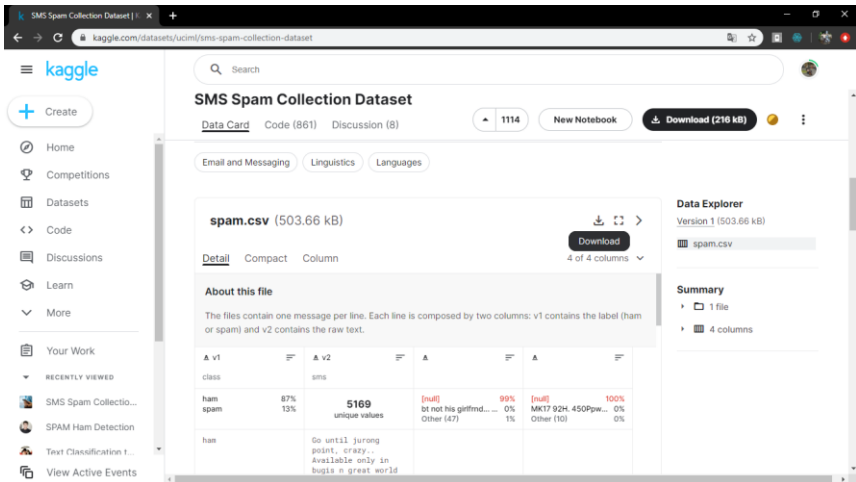 SMS Spam Collection Dataset | K
kaggle.com/datasets/uciml/sms-spam-collection-dataset
kaggle
Search
Create
Home
Competitions
Datasets
Code
Discussions
Learn
More
Your Work
RECENTLY VIEWED
SMS Spam Collectio...
SPAM Ham Detection
Text Classification t...
View Active Events
SMS Spam Collection Dataset
Data Card Code (861) Discussion (8)
1114 New Notebook Download (216 kB)
Email and Messaging Linguistics Languages
spam.csv (503.66 kB)
Download
Detail Compact Column 4 of 4 columns
About this file
The files contain one message per line. Each line is composed by two columns: v1 contains the label (ham
or spam) and v2 contains the raw text.
A v1 A v2 A A
class sms
ham 87%
spam 13%
5169
unique values
[null] 99%
bt not his girlfrnd... ... 0%
Other (47) 1%
[null] 100%
MK17 92H. 450Ppw... 0%
Other (10) 0%
ham
Go until jurong
point, crazy..
Available only in
bugis n great world
Data Explorer
Version 1 (503.66 kB)
spam.csv
Summary
1 file
4 columns